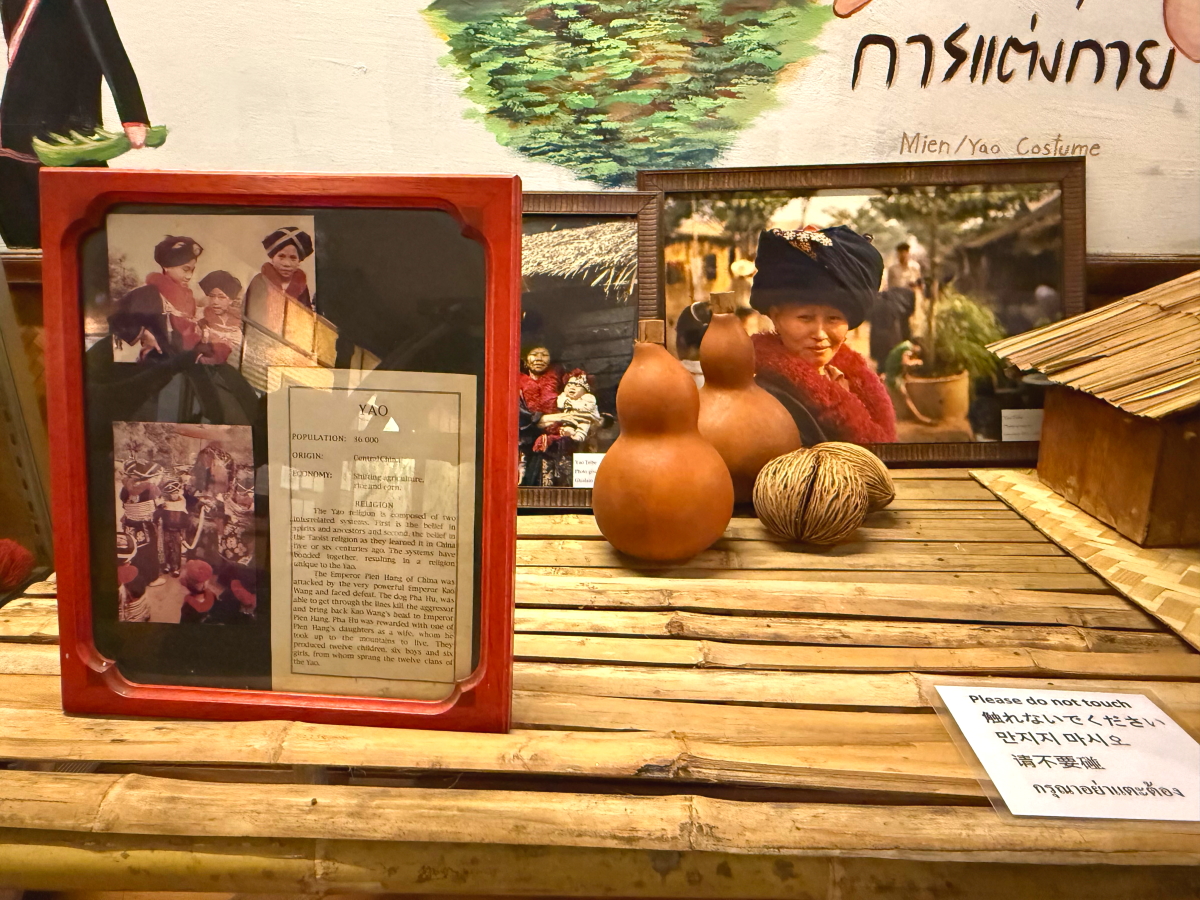 การแต่งกาย
Mien/Yao Costume
YAO
POPULATION: 36 000
ORIGIN: Central China
ECONOMY: Shifting agriculture,
rice and corn.
RELIGION
The Yao religion is composed of two
interrelated systems. First is the belief in
spirits and ancestors and second, the belief in
the Taoist religion as they learned it in China
five or six centuries ago. The systems have
bonded together, resulting in a religion
unique to the Yao.
The Emperor Pien Hang of China was
attacked by the very powerful Emperor Kao
Wang and faced defeat. The dog Pha Hu, was
able to get through the lines kill the aggressor
and bring back Kao Wang's head to Emperor
Pien Hang. Pha Hu was rewarded with one of
Pien Hang's daughters as a wife, whom he
took up to the mountains to live. They
produced twelve children, six boys and six
girls, from whom sprang the twelve clans of
the Yao.
Please do not touch
触れないでください
만지지 마시오
请不要碰
กรุณาอย่าแตะต้อง